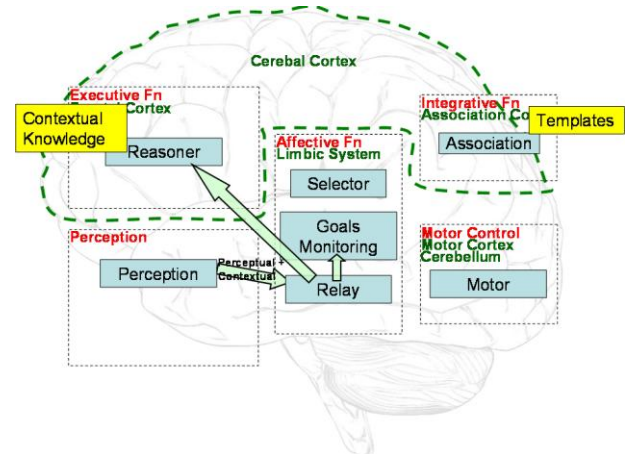 Cerebal Cortex
Executive Fn
Cortex
Contextual
Knowledge
Reasoner
Affective Fn
Limbic System
Selector
Goals
Monitoring
Relay
Integrative Fn
Association Co
Templates
Association
Perception
Perception
Perceptual +
Contextual
Motor Control
Motor Cortex
Cerebellum
Motor